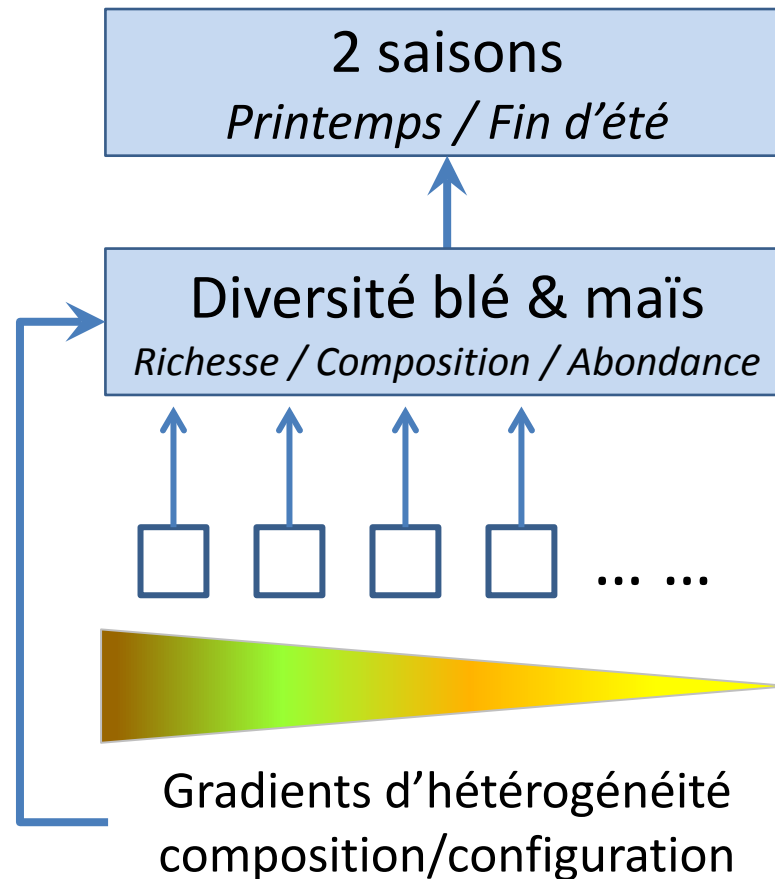 2 saisons
Printemps / Fin d'été
Diversité blé & maïs
Richesse / Composition / Abondance
... ...
Gradients d'hétérogénéité
composition/configuration